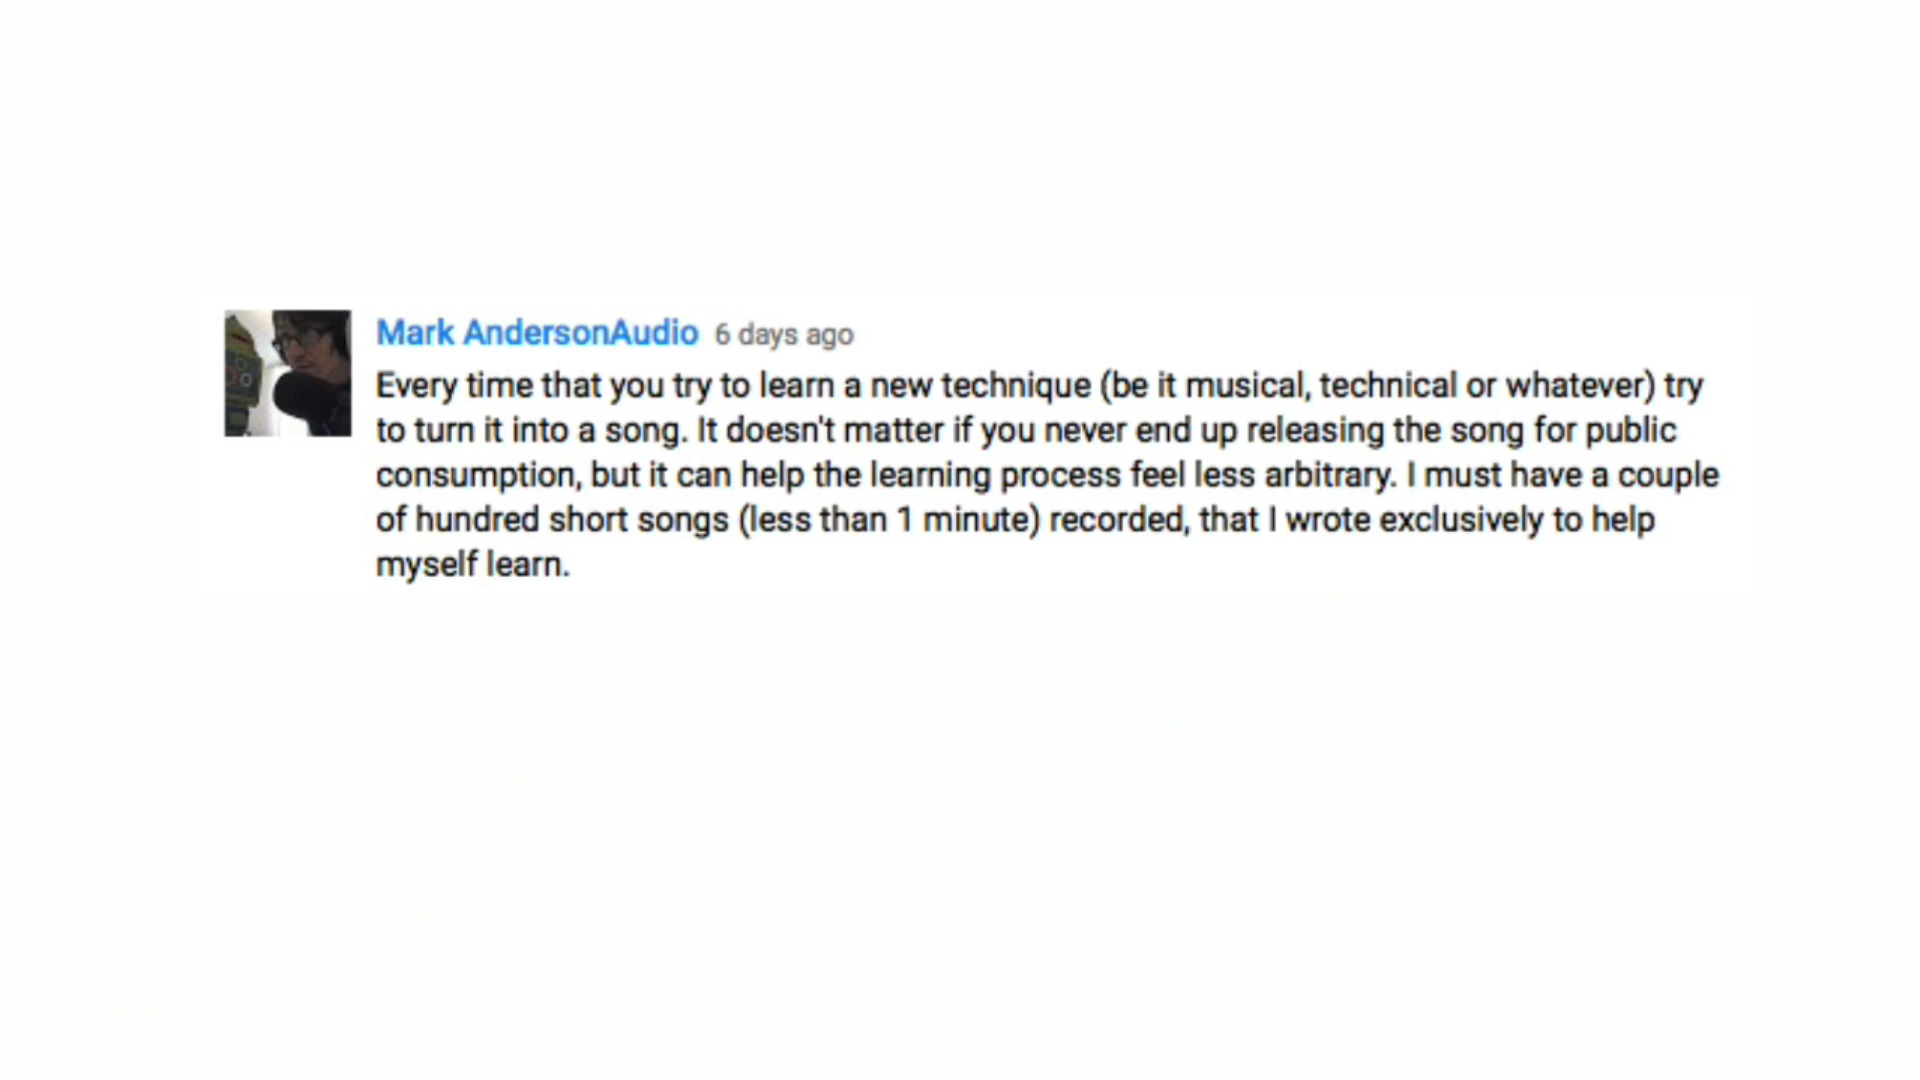 Mark AndersonAudio 6 days ago
Every time that you try to learn a new technique (be it musical, technical or whatever) try
to turn it into a song. It doesn't matter if you never end up releasing the song for public
consumption, but it can help the learning process feel less arbitrary. I must have a couple
of hundred short songs (less than 1 minute) recorded, that I wrote exclusively to help
myself learn.